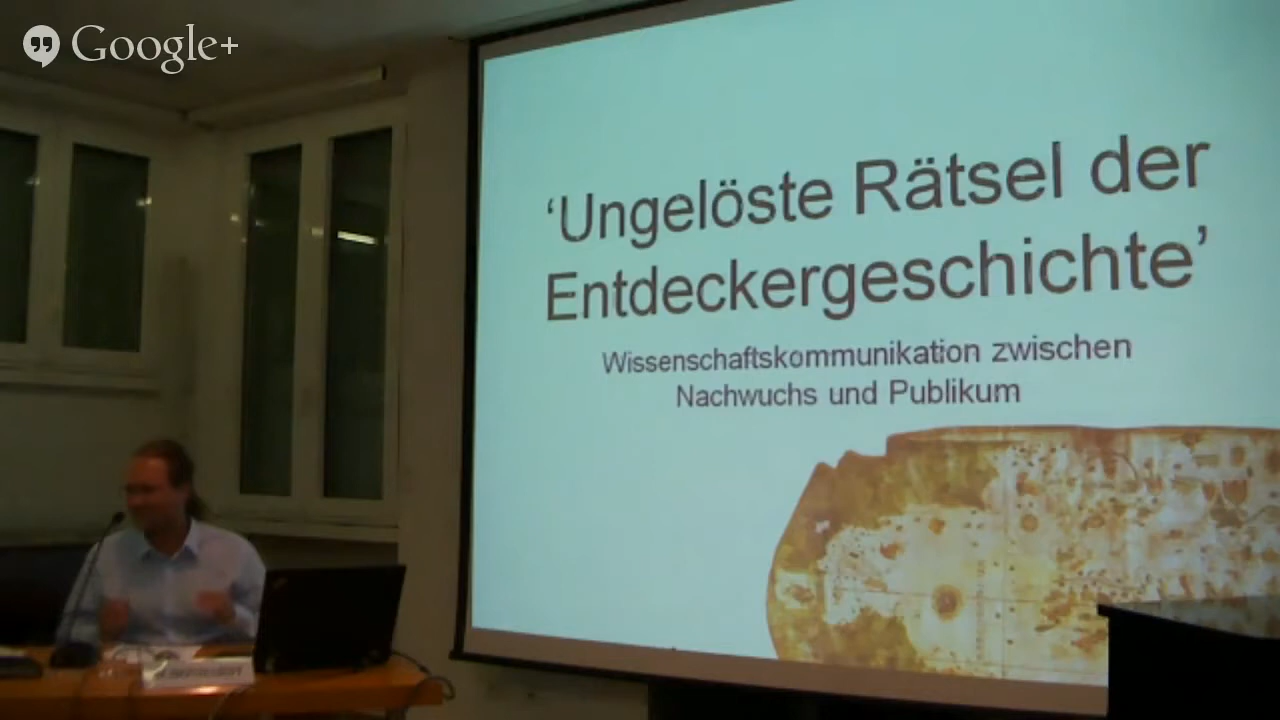 Google+
‘Ungelöste Rätsel der
Entdeckergeschichte’
Wissenschaftskommunikation zwischen
Nachwuchs und Publikum